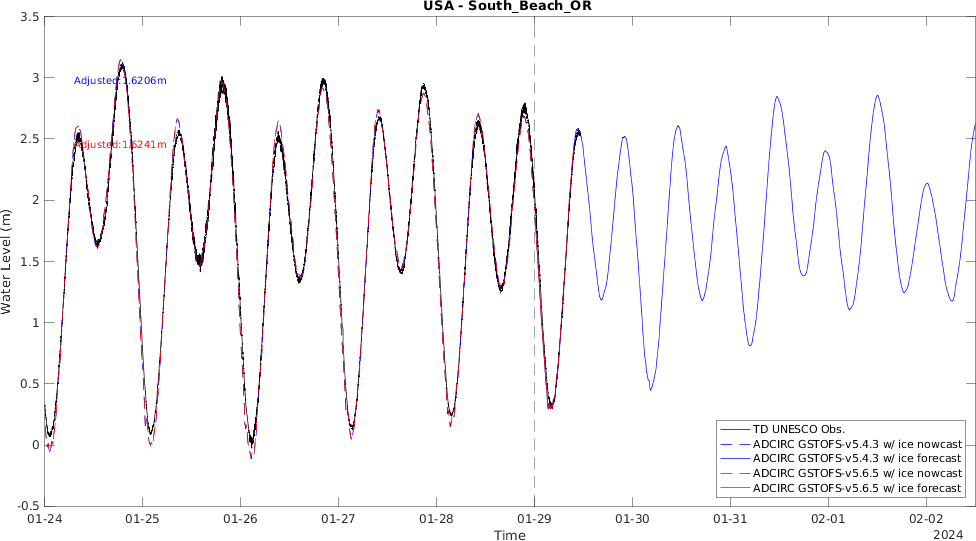 USA - South_Beach_OR
3.5
3
2.5
2
1.5
1
0.5
0
-0.5
Water Level (m)
Adjusted:1.6206m
Adjusted:1.6241m
TD UNESCO Obs.
ADCIRC GSTOFS-v5.4.3 w/ ice nowcast
ADCIRC GSTOFS-v5.4.3 w/ ice forecast
ADCIRC GSTOFS-v5.6.5 w/ ice nowcast
ADCIRC GSTOFS-v5.6.5 w/ ice forecast
01-24 01-25 01-26 01-27 01-28 01-29 01-30 01-31 02-01 02-02
Time
2024